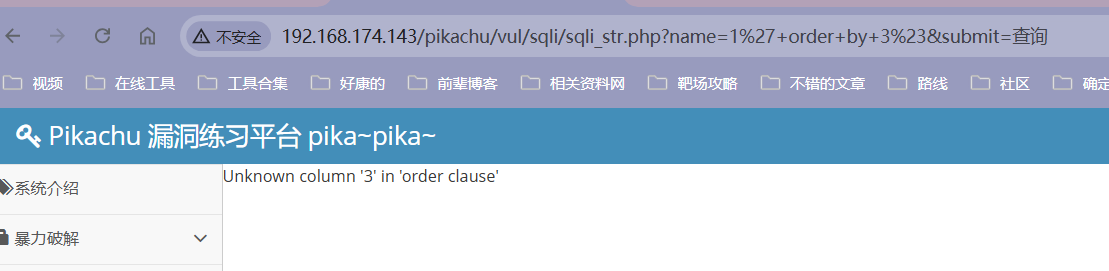 不安全 192.168.174.143/pikachu/vul/sqli/sqli_str.php?name=1%27+order+by+3%23&submit=查询
视频 在线工具 工具合集 好康的 前辈博客 相关资料网 靶场攻略 不错的文章 路线 社区 确定
Pikachu 漏洞练习平台 pika~pika~
系统介绍
Unknown column '3' in 'order clause'
暴力破解